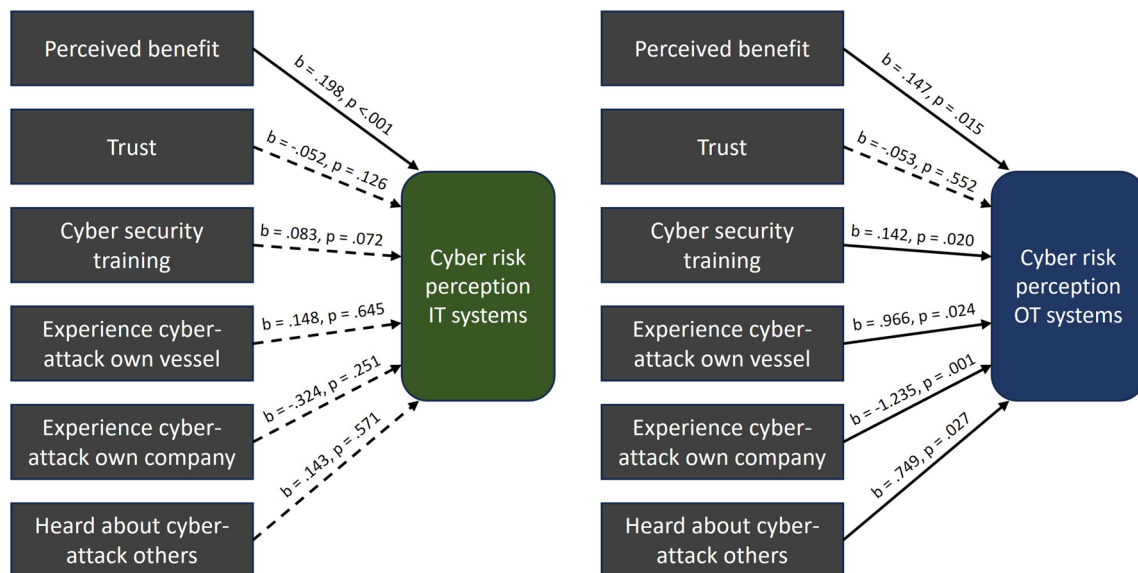 Perceived benefit
b = .198, p <.001
Trust
b = -.052, p = .126
Cyber security
training
b = .083, p = .072
Experience cyber-
attack own vessel
b = .148, p = .645
Experience cyber-
attack own company
b = -.324, p = .251
Heard about cyber-
attack others
b = .143, p = .571
Cyber risk
perception
IT systems
Perceived benefit
b = .147, p = .015
Trust
b = -.053, p = .552
Cyber security
training
b = .142, p = .020
Experience cyber-
attack own vessel
b = .966, p = .024
Experience cyber-
attack own company
b = -1.235, p = .001
Heard about cyber-
attack others
b = .749, p = .027
Cyber risk
perception
OT systems